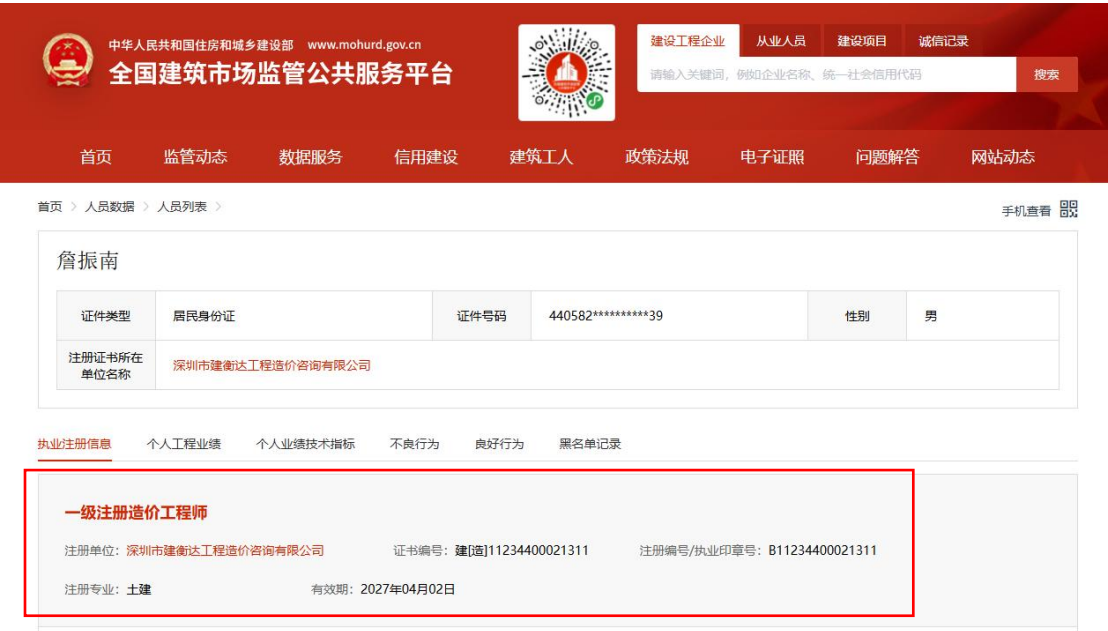 中华人民共和国住房和城乡建设部 www.mohurd.gov.cn
全国建筑市场监管公共服务平台
建设工程企业 从业人员 建设项目 诚信记录
请输入关键词，例如企业名称、统一社会信用代码 搜索
首页 监管动态 数据服务 信用建设 建筑工人 政策法规 电子证照 问题解答 网站动态
首页 > 人员数据 > 人员列表 >
手机查看
詹振南
证件类型 居民身份证 证件号码 440582**********39 性别 男
注册证书所在
单位名称
深圳市建衡达工程造价咨询有限公司
执业注册信息 个人工程业绩 个人业绩技术指标 不良行为 良好行为 黑名单记录
一级注册造价工程师
注册单位：深圳市建衡达工程造价咨询有限公司 证书编号：建[造]11234400021311 注册编号/执业印章号：B11234400021311
注册专业：土建 有效期：2027年04月02日